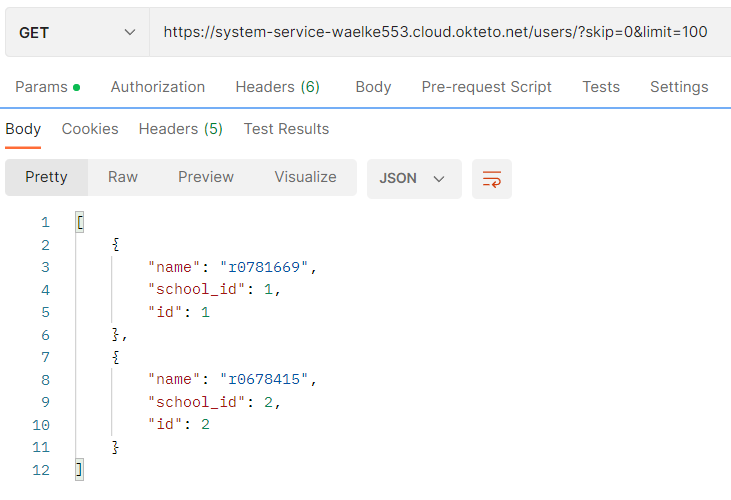 GET https://system-service-waelke553.cloud.okteto.net/users/?skip=0&limit=100
Params Authorization Headers (6) Body Pre-request Script Tests Settings
Body Cookies Headers (5) Test Results
Pretty Raw Preview Visualize JSON
1 [
2 {
3 "name": "r0781669",
4 "school_id": 1,
5 "id": 1
6 },
7 {
8 "name": "r0678415",
9 "school_id": 2,
10 "id": 2
11 }
12 ]